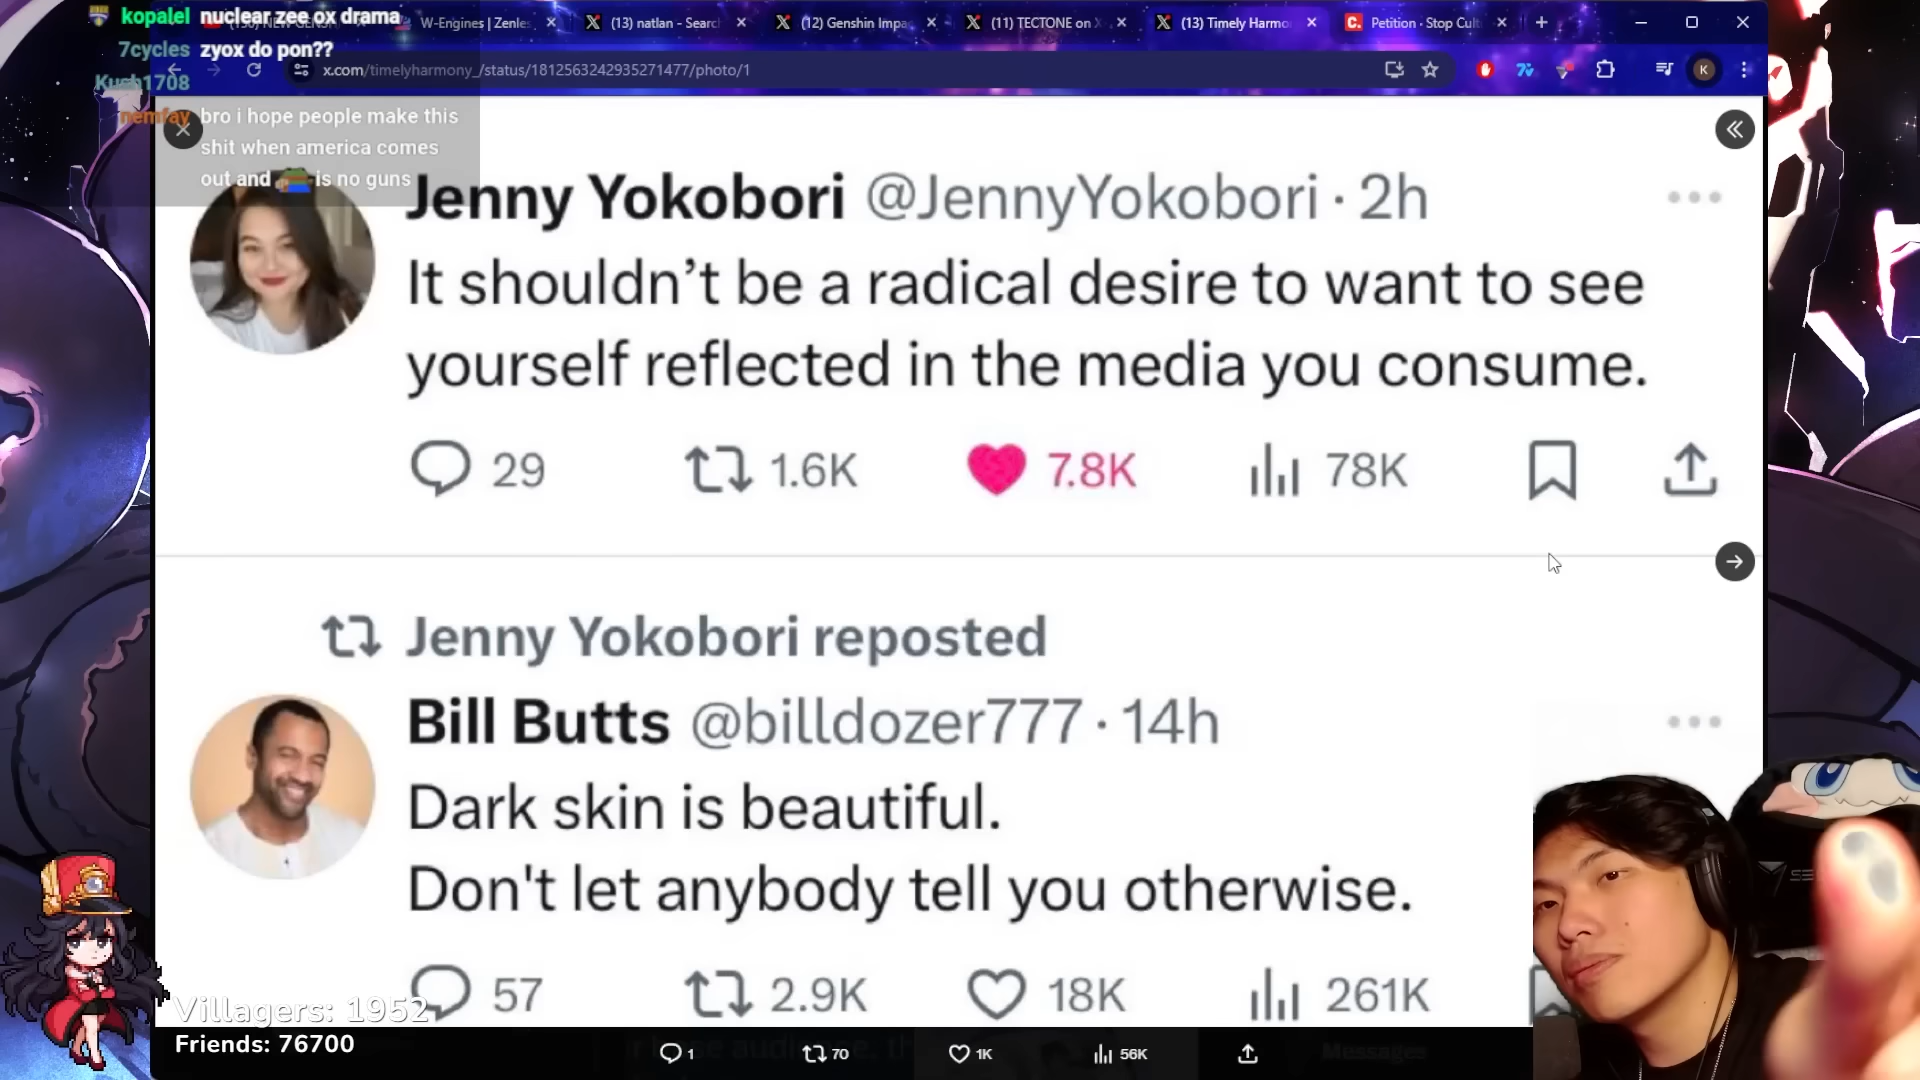 kopalel nuclear zee ox drama
7cycles zyox do pon??
Kush1708
nemfay bro i hope people make this
shit when america comes
out and is no guns
W-Engines | Zenles
(13) natlan - Searc
(12) Genshin Impa
(11) TECTONE on X
(13) Timely Harmo
Petition · Stop Cult
x.com/timelyharmony_/status/1812563242935271477/photo/1
K
Jenny Yokobori @JennyYokobori · 2h
It shouldn’t be a radical desire to want to see
yourself reflected in the media you consume.
29 1.6K 7.8K 78K
Jenny Yokobori reposted
Bill Butts @billdozer777 · 14h
Dark skin is beautiful.
Don't let anybody tell you otherwise.
57 2.9K 18K 261K
Villagers: 1952
Friends: 76700
1 70 1K 56K
Messages